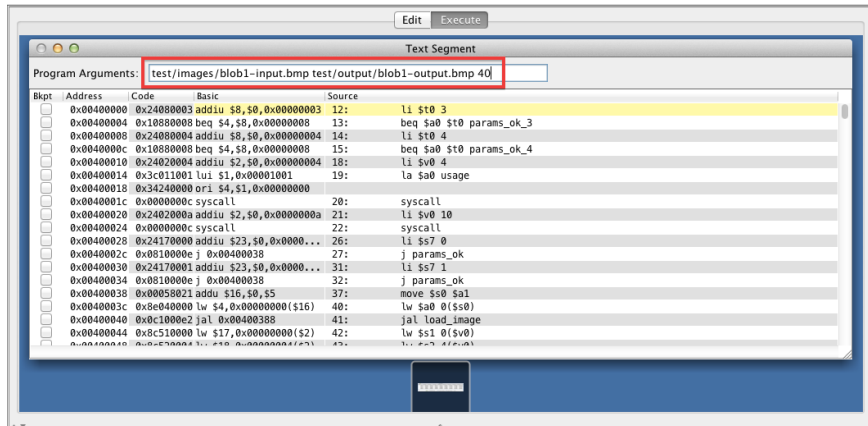 Edit Execute
Text Segment
Program Arguments: test/images/blob1-input.bmp test/output/blob1-output.bmp 40
Bkpt Address Code Basic Source
0x00400000 0x24080003 addiu $8,$0,0x00000003 12: li $t0 3
0x00400004 0x10880008 beq $4,$8,0x00000008 13: beq $a0 $t0 params_ok_3
0x00400008 0x24080004 addiu $8,$0,0x00000004 14: li $t0 4
0x0040000c 0x10880008 beq $4,$8,0x00000008 15: beq $a0 $t0 params_ok_4
0x00400010 0x24020004 addiu $2,$0,0x00000004 18: li $v0 4
0x00400014 0x3c011001 lui $1,0x00001001 19: la $a0 usage
0x00400018 0x34240000 ori $4,$1,0x00000000
0x0040001c 0x0000000c syscall 20: syscall
0x00400020 0x2402000a addiu $2,$0,0x0000000a 21: li $v0 10
0x00400024 0x0000000c syscall 22: syscall
0x00400028 0x24170000 addiu $23,$0,0x0000... 26: li $s7 0
0x0040002c 0x0810000e j 0x00400038 27: j params_ok
0x00400030 0x24170001 addiu $23,$0,0x0000... 31: li $s7 1
0x00400034 0x0810000e j 0x00400038 32: j params_ok
0x00400038 0x00058021 addu $16,$0,$5 37: move $s0 $a1
0x0040003c 0x8e040000 lw $4,0x00000000($16) 40: lw $a0 0($s0)
0x00400040 0x0c1000e2 jal 0x00400388 41: jal load_image
0x00400044 0x8c510000 lw $17,0x00000000($2) 42: lw $s1 0($v0)